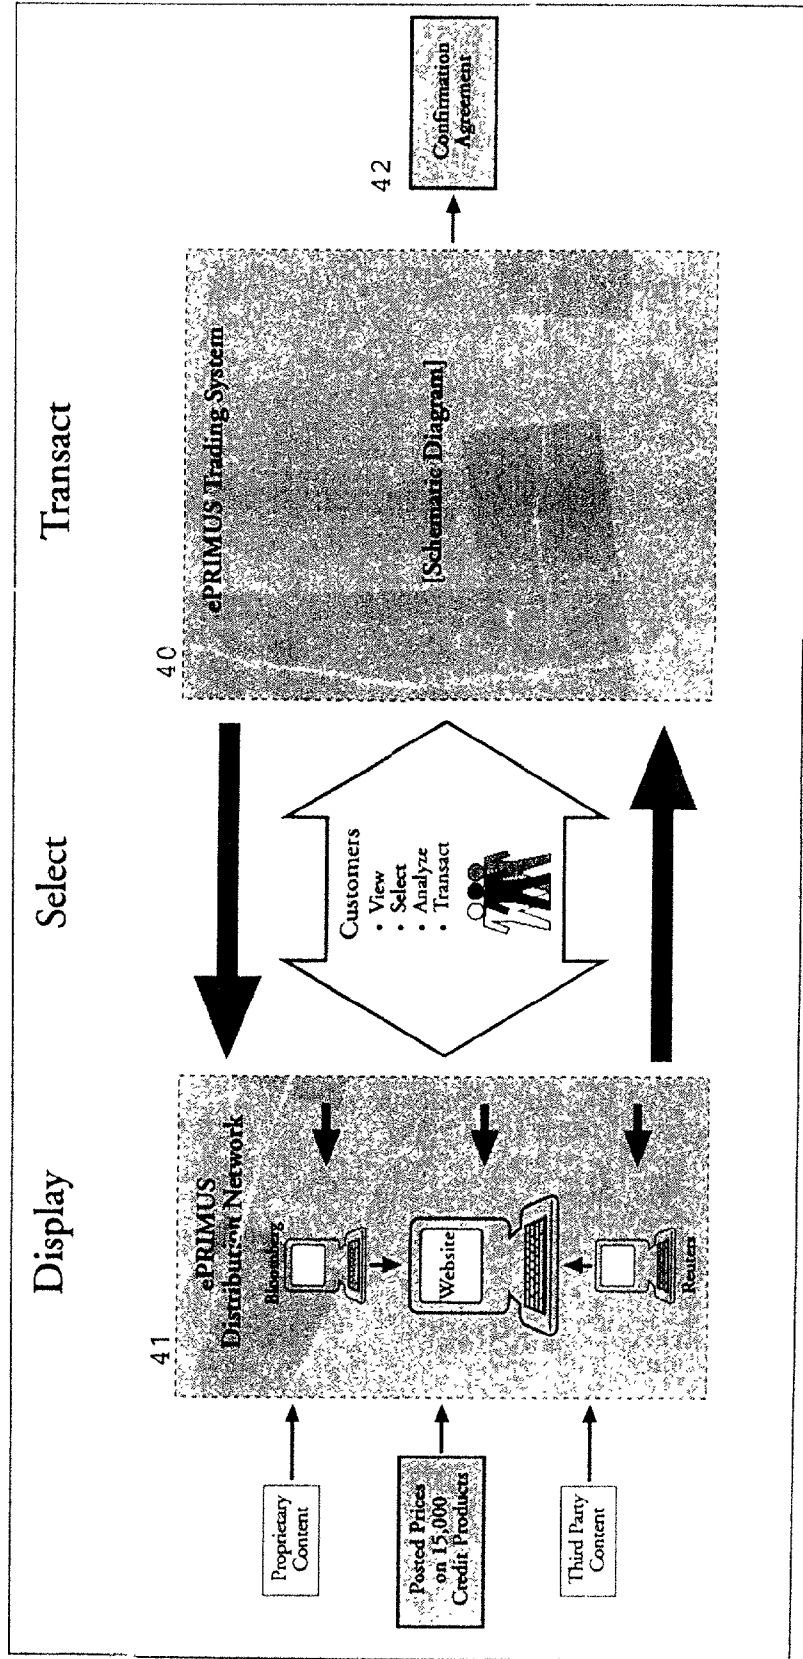 Display
Select
Transact
Proprietary
Content
Posted Prices
on 15,000
Credit Products
Third Party
Content
41
ePRIMUS
Distribution Network
Bloomberg
Website
Reuters
Customers
• View
• Select
• Analyze
• Transact
40
ePRIMUS Trading System
[Schematic Diagram]
42
Confirmation
Agreement